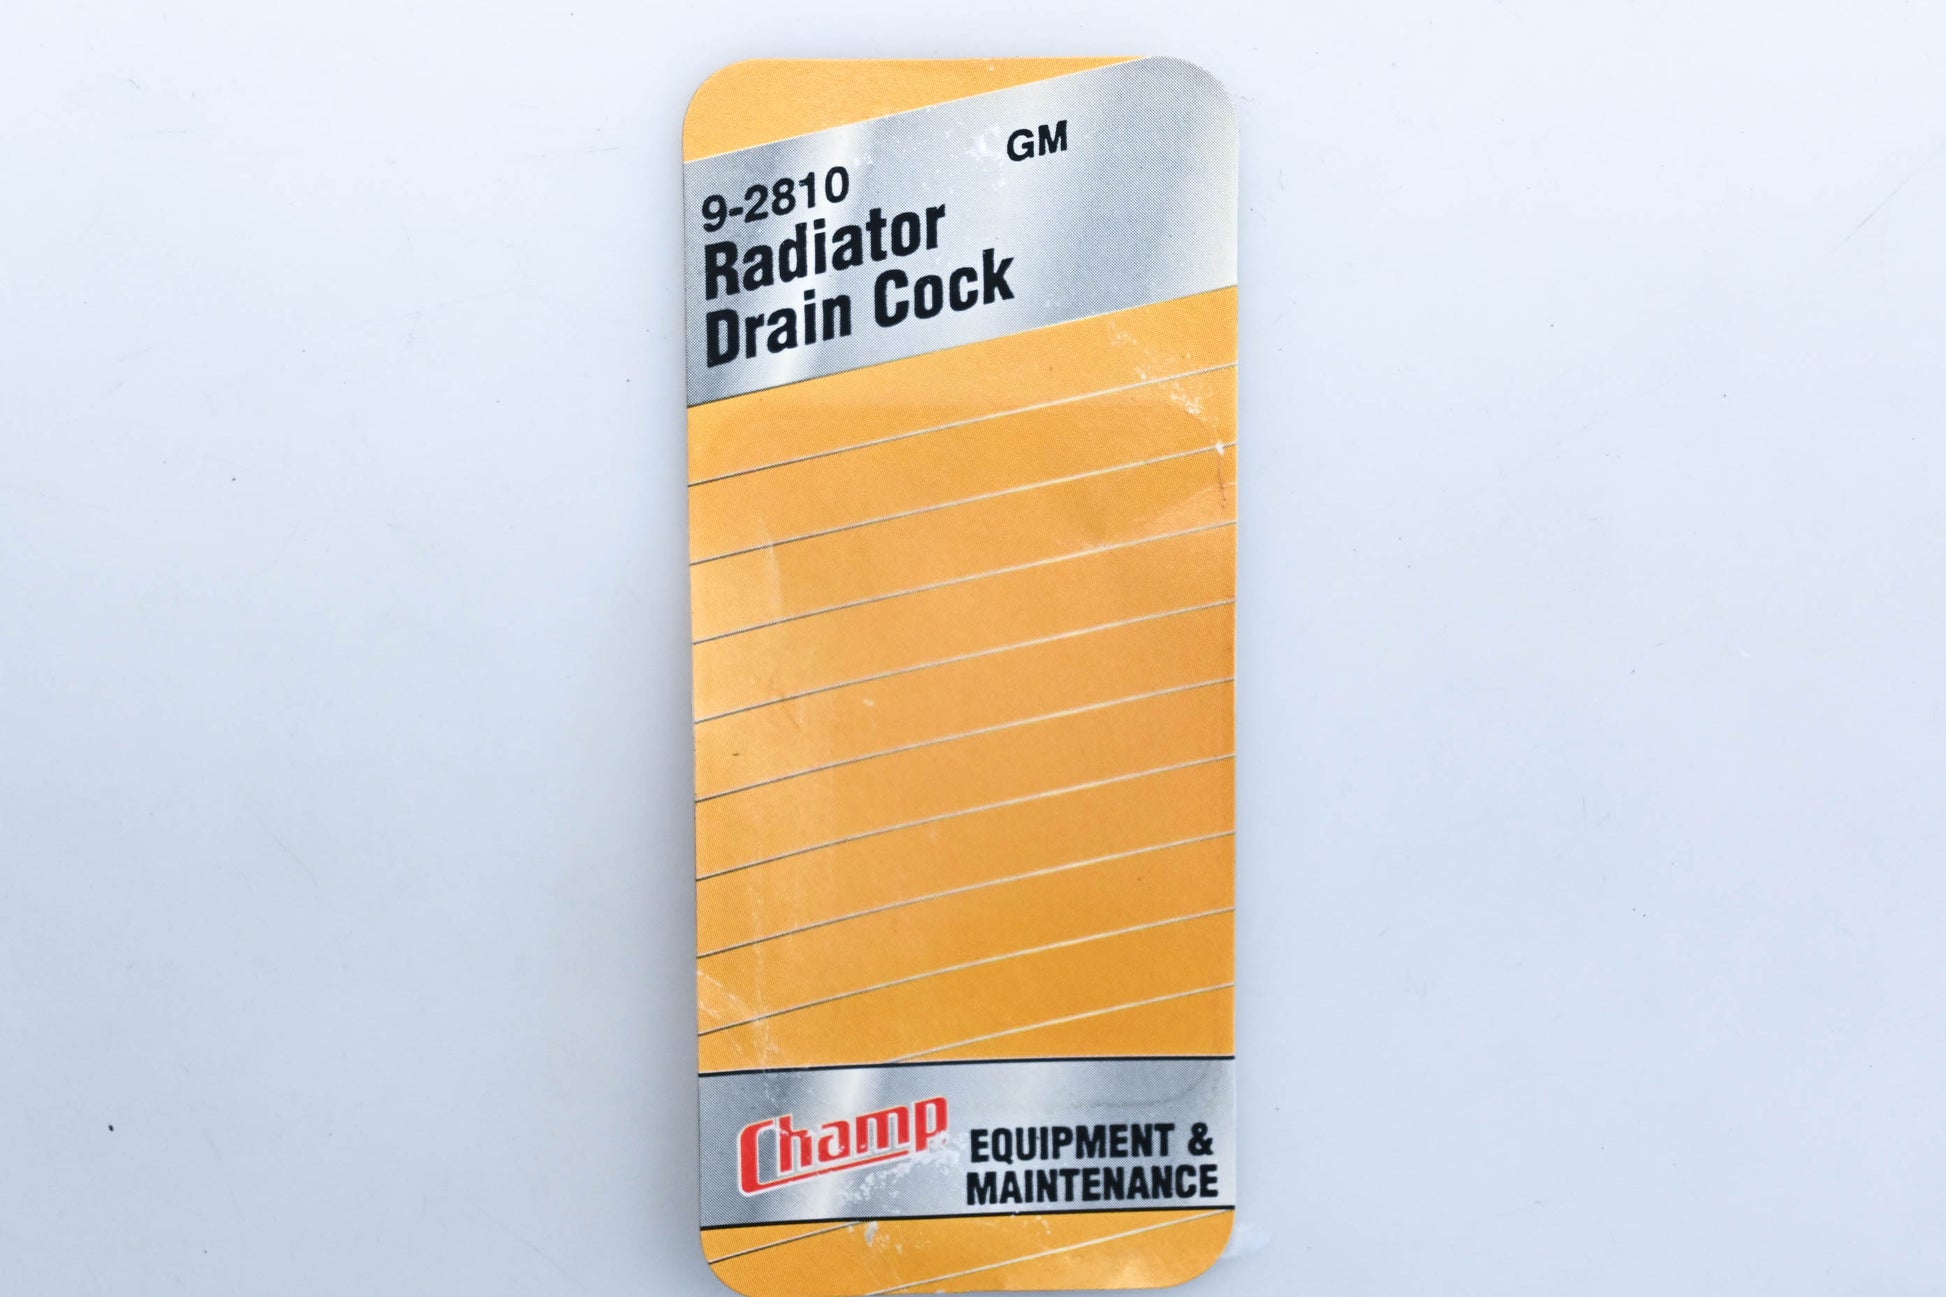 GM
9-2810
Radiator
Drain Cock
Champ
EQUIPMENT &
MAINTENANCE